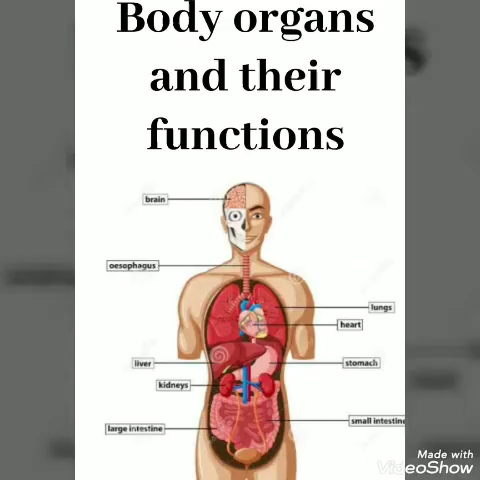 Body organs
and their
functions
brain
oesophagus
lungs
heart
liver
stomach
kidneys
small intestine
large intestine
Made with
VideoShow